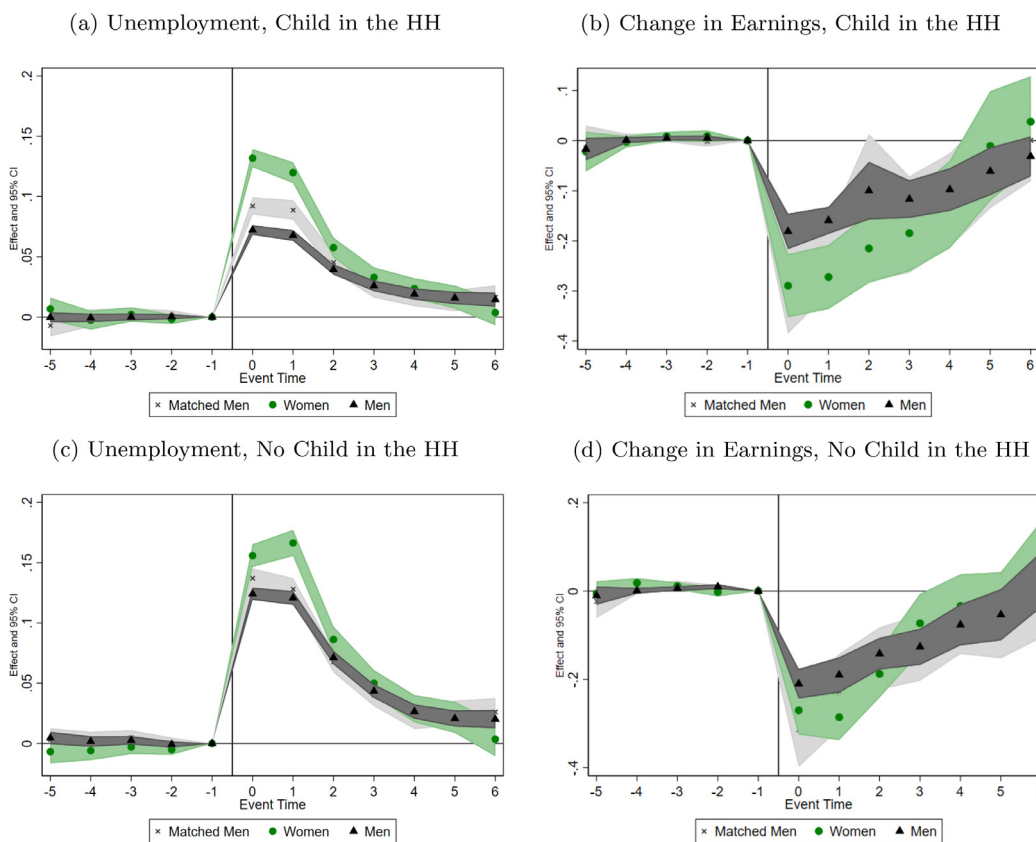 (a) Unemployment, Child in the HH
Effect and 95% CI
.2
.15
.1
.05
0
-5 -4 -3 -2 -1 0 1 2 3 4 5 6
Event Time
× Matched Men ● Women ▲ Men
(b) Change in Earnings, Child in the HH
Effect and 95% CI
.1
0
-.1
-.2
-.3
-.4
-5 -4 -3 -2 -1 0 1 2 3 4 5 6
Event Time
× Matched Men ● Women ▲ Men
(c) Unemployment, No Child in the HH
Effect and 95% CI
.2
.15
.1
.05
0
-5 -4 -3 -2 -1 0 1 2 3 4 5 6
Event Time
× Matched Men ● Women ▲ Men
(d) Change in Earnings, No Child in the HH
Effect and 95% CI
.2
0
-.2
-.4
-5 -4 -3 -2 -1 0 1 2 3 4 5
Event Time
× Matched Men ● Women ▲ Men